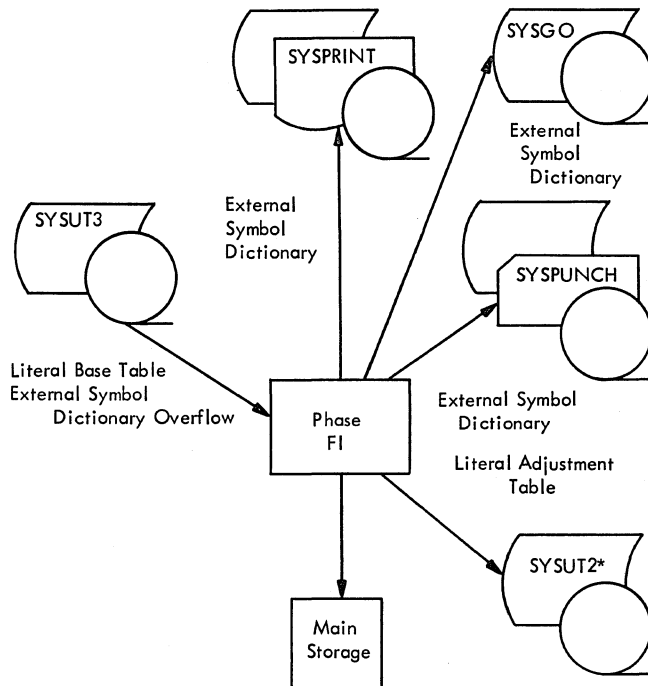 SYSPRINT
SYSGO
External
Symbol
Dictionary
External
Symbol
Dictionary
SYSUT3
SYSPUNCH
Literal Base Table
External Symbol
Dictionary Overflow
Phase
FI
External Symbol
Dictionary
Literal Adjustment
Table
SYSUT2*
Main
Storage